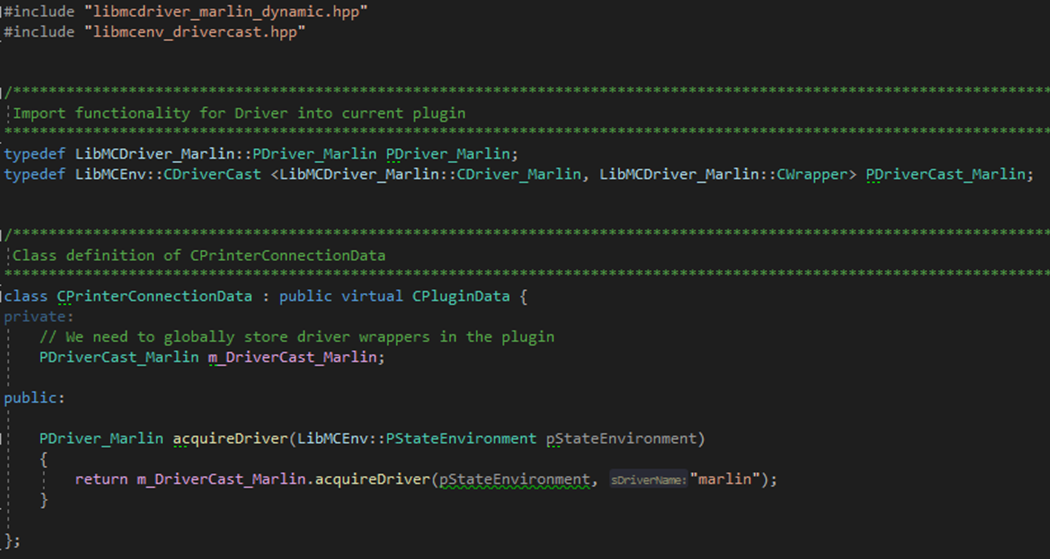 #include "libmcdriver_marlin_dynamic.hpp"
#include "libmcenv_drivercast.hpp"
/*************************************************************************************************************************
Import functionality for Driver into current plugin
**************************************************************************************************************************
typedef LibMCDriver_Marlin::PDriver_Marlin PDriver_Marlin;
typedef LibMCEnv::CDriverCast <LibMCDriver_Marlin::CDriver_Marlin, LibMCDriver_Marlin::CWrapper> PDriverCast_Marlin;
/*************************************************************************************************************************
Class definition of CPrinterConnectionData
**************************************************************************************************************************
class CPrinterConnectionData : public virtual CPluginData {
private:
// We need to globally store driver wrappers in the plugin
PDriverCast_Marlin m_DriverCast_Marlin;
public:
PDriver_Marlin acquireDriver(LibMCEnv::PStateEnvironment pStateEnvironment)
{
return m_DriverCast_Marlin.acquireDriver(pStateEnvironment, sDriverName: "marlin");
}
};